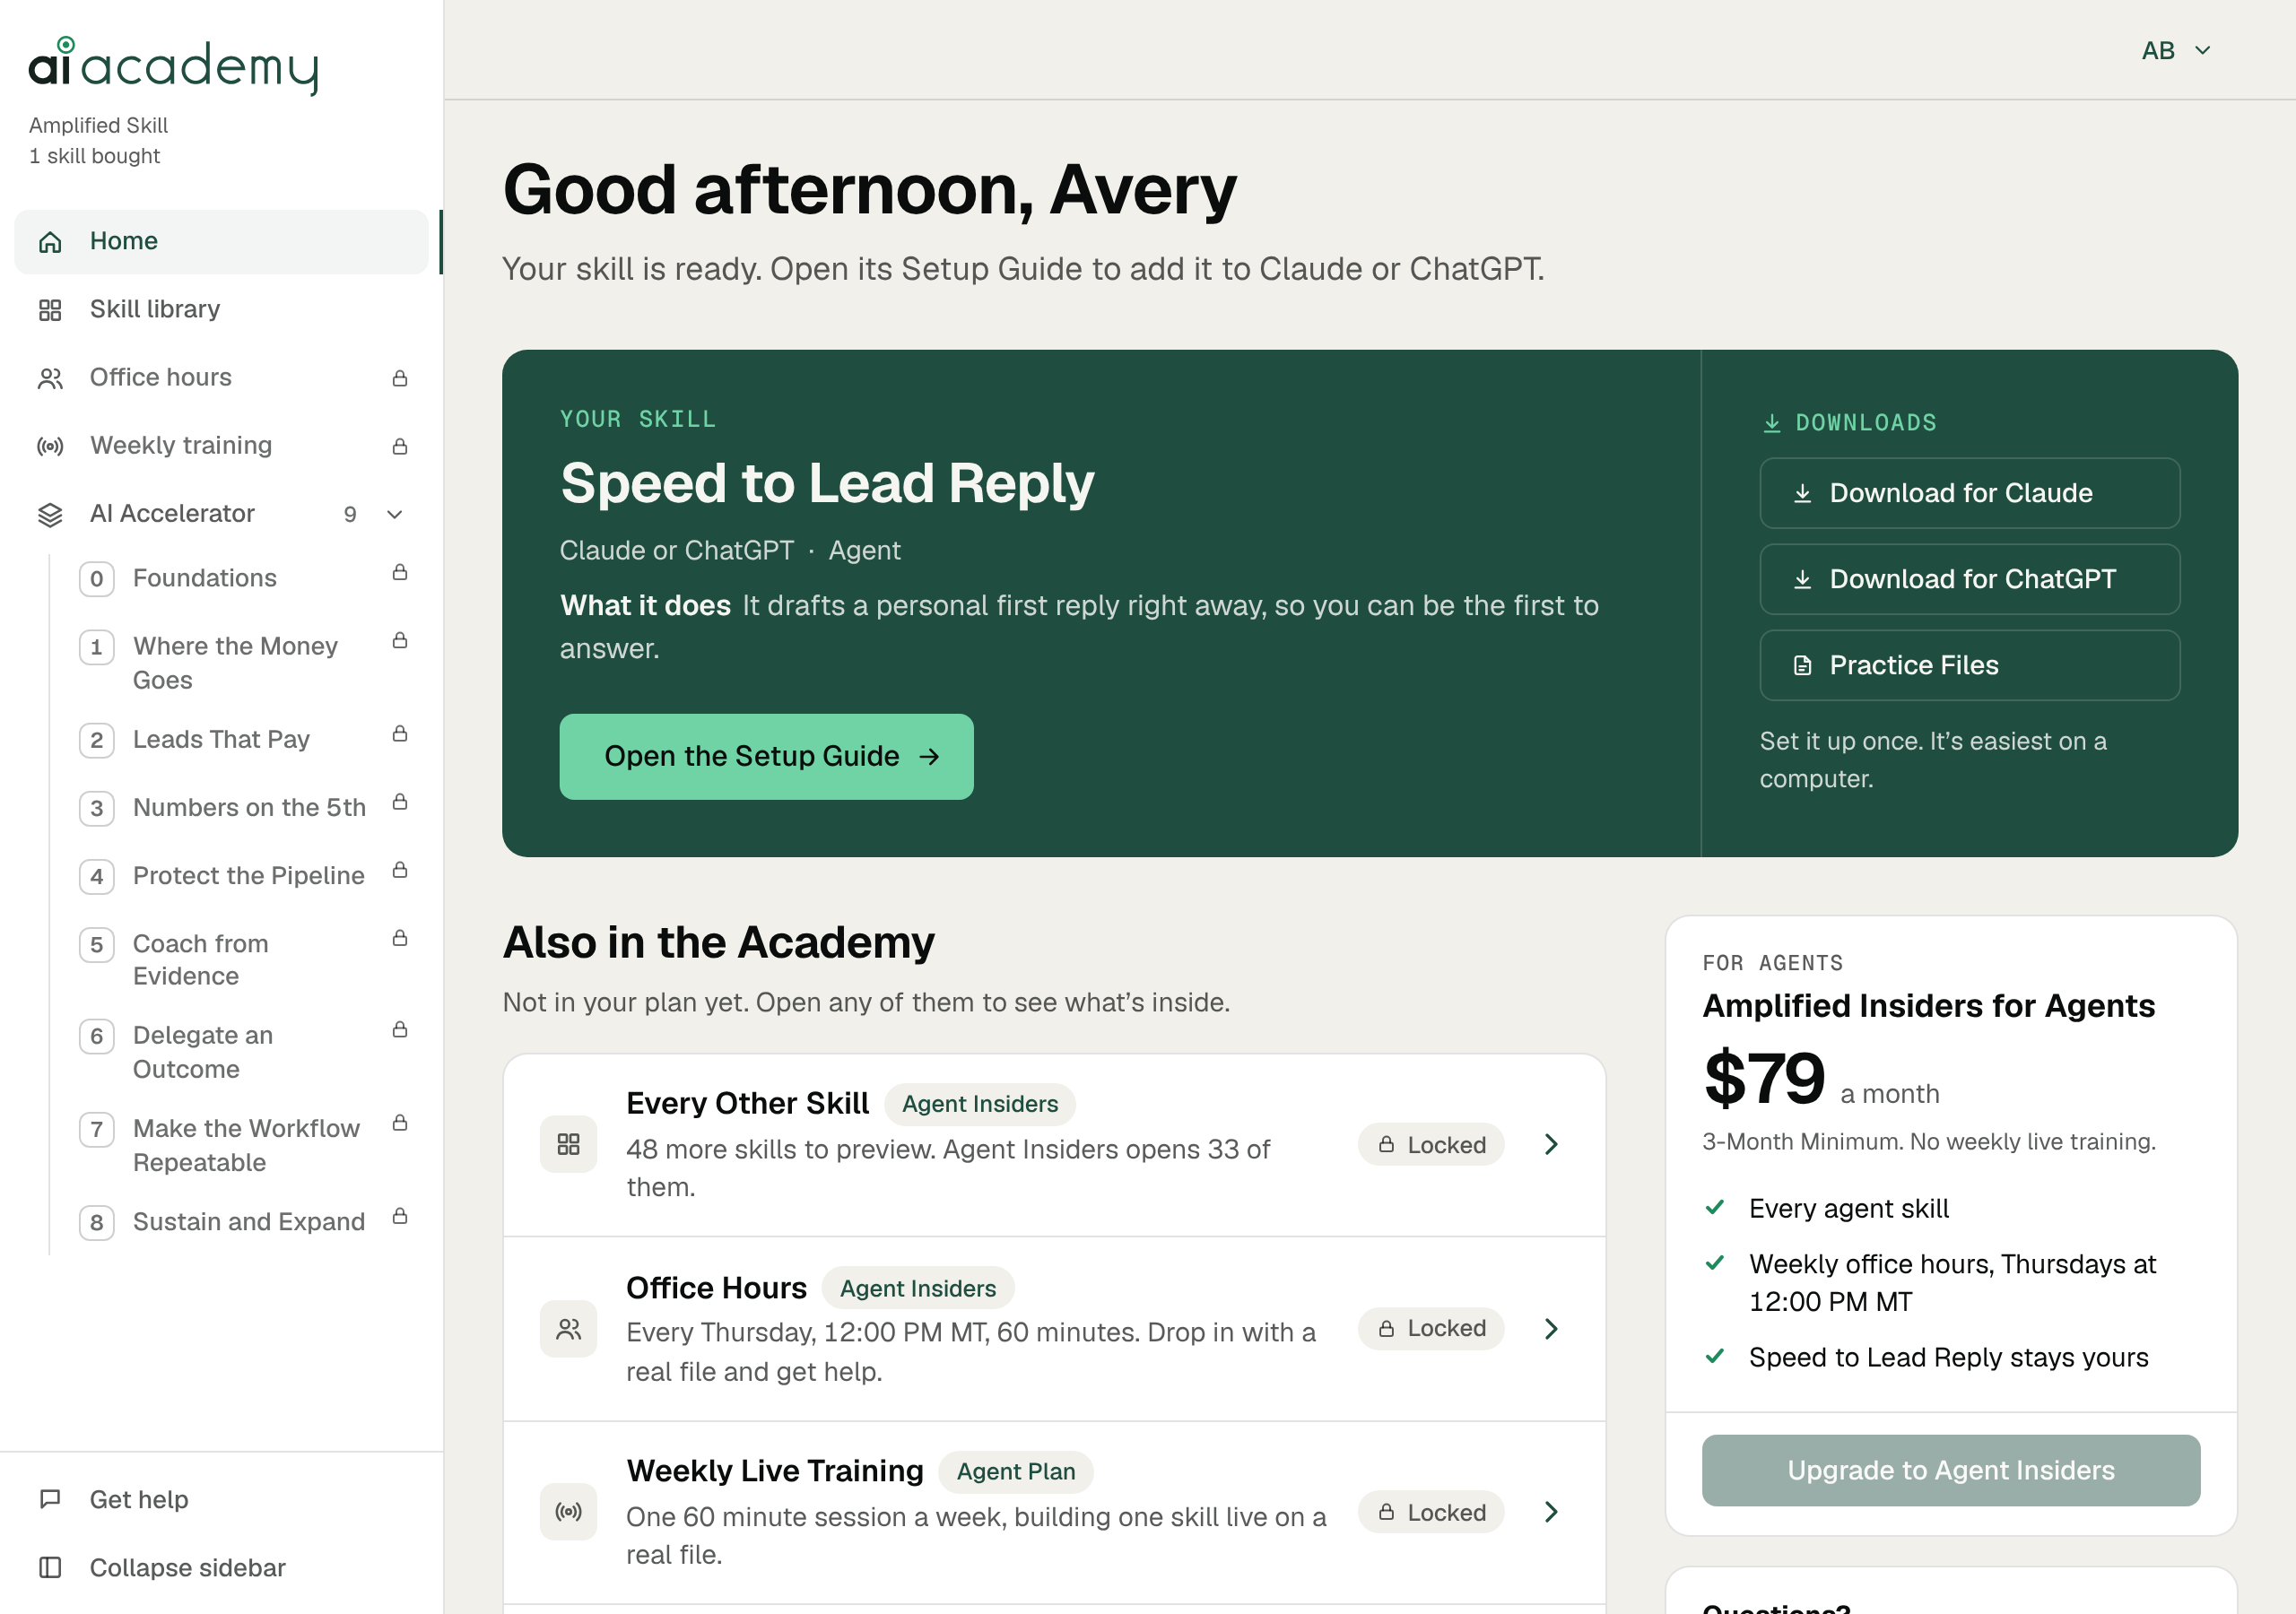 ai academy
Amplified Skill
1 skill bought
Home
Skill library
Office hours
Weekly training
AI Accelerator 9
0 Foundations
1 Where the Money
Goes
2 Leads That Pay
3 Numbers on the 5th
4 Protect the Pipeline
5 Coach from
Evidence
6 Delegate an
Outcome
7 Make the Workflow
Repeatable
8 Sustain and Expand
Get help
Collapse sidebar
AB
Good afternoon, Avery
Your skill is ready. Open its Setup Guide to add it to Claude or ChatGPT.
YOUR SKILL
Speed to Lead Reply
Claude or ChatGPT · Agent
What it does It drafts a personal first reply right away, so you can be the first to
answer.
Open the Setup Guide →
DOWNLOADS
Download for Claude
Download for ChatGPT
Practice Files
Set it up once. It’s easiest on a
computer.
Also in the Academy
Not in your plan yet. Open any of them to see what’s inside.
Every Other Skill Agent Insiders
48 more skills to preview. Agent Insiders opens 33 of
them.
Locked
Office Hours Agent Insiders
Every Thursday, 12:00 PM MT, 60 minutes. Drop in with a
real file and get help.
Locked
Weekly Live Training Agent Plan
One 60 minute session a week, building one skill live on a
real file.
Locked
FOR AGENTS
Amplified Insiders for Agents
$79 a month
3-Month Minimum. No weekly live training.
Every agent skill
Weekly office hours, Thursdays at
12:00 PM MT
Speed to Lead Reply stays yours
Upgrade to Agent Insiders
Questions?